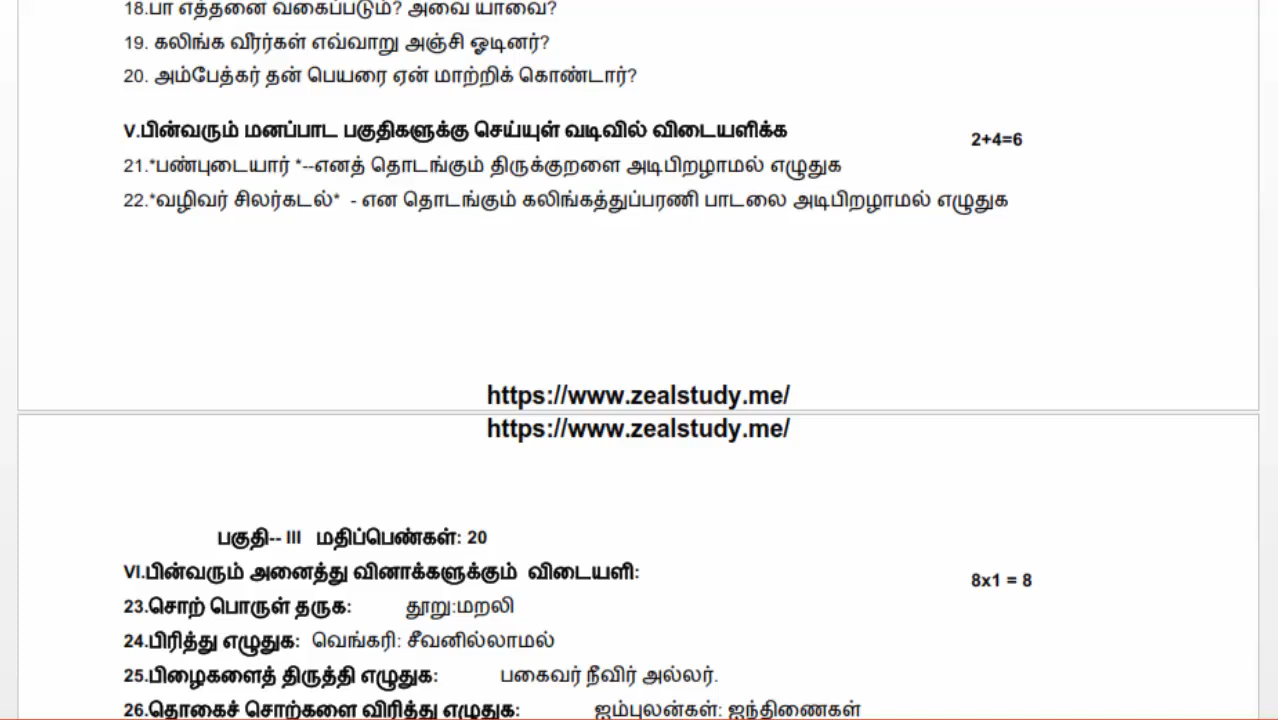 18.பா எத்தனை வகைப்படும்? அவை யாவை?
19. கலிங்க வீரர்கள் எவ்வாறு அஞ்சி ஓடினர்?
20. அம்பேத்கர் தன் பெயரை ஏன் மாற்றிக் கொண்டார்?
V.பின்வரும் மனப்பாட பகுதிகளுக்கு செய்யுள் வடிவில் விடையளிக்க 2+4=6
21.*பண்புடையார் *--எனத் தொடங்கும் திருக்குறளை அடிபிறழாமல் எழுதுக
22.*வழிவர் சிலர்கடல்* - என தொடங்கும் கலிங்கத்துப்பரணி பாடலை அடிபிறழாமல் எழுதுக
https://www.zealstudy.me/
https://www.zealstudy.me/
பகுதி-- III மதிப்பெண்கள்: 20
VI.பின்வரும் அனைத்து வினாக்களுக்கும் விடையளி: 8x1 = 8
23.சொற் பொருள் தருக: தூறு:மறலி
24.பிரித்து எழுதுக: வெங்கரி: சீவனில்லாமல்
25.பிழைகளைத் திருத்தி எழுதுக: பகைவர் நீவிர் அல்லர்.
26.தொகைச் சொற்களை விரித்து எழுதுக: ஐம்புலன்கள்: ஐந்திணைகள்